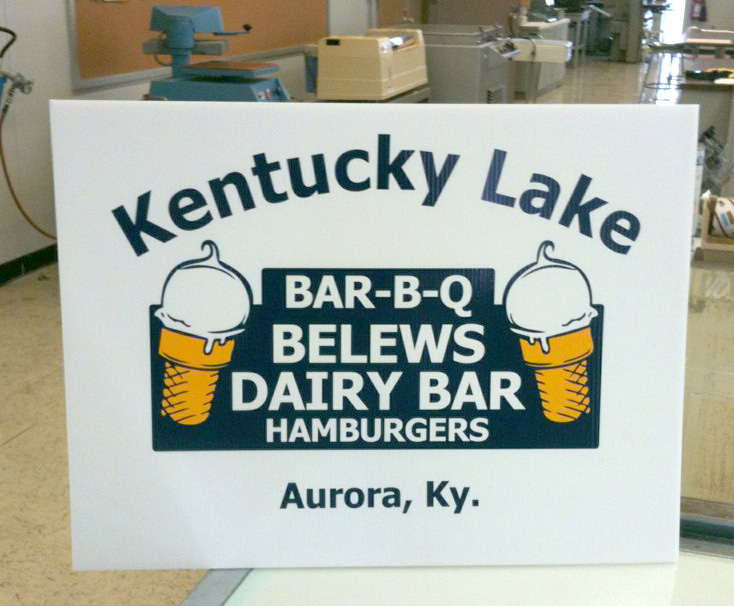 Kentucky Lake
BAR-B-Q
BELEWS
DAIRY BAR
HAMBURGERS
Aurora, Ky.